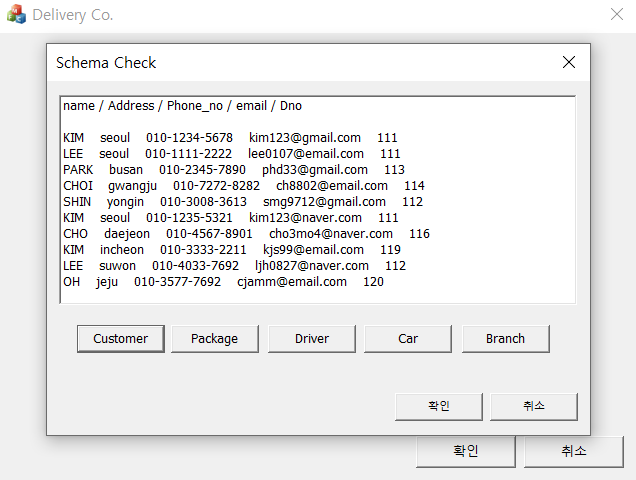 Delivery Co.
Schema Check
name / Address / Phone_no / email / Dno
KIM seoul 010-1234-5678 kim123@gmail.com 111
LEE seoul 010-1111-2222 lee0107@email.com 111
PARK busan 010-2345-7890 phd33@gmail.com 113
CHOI gwangju 010-7272-8282 ch8802@email.com 114
SHIN yongin 010-3008-3613 smg9712@gmail.com 112
KIM seoul 010-1235-5321 kim123@naver.com 111
CHO daejeon 010-4567-8901 cho3mo4@naver.com 116
KIM incheon 010-3333-2211 kjs99@email.com 119
LEE suwon 010-4033-7692 ljh0827@naver.com 112
OH jeju 010-3577-7692 cjamm@email.com 120
Customer Package Driver Car Branch
확인 취소
확인 취소